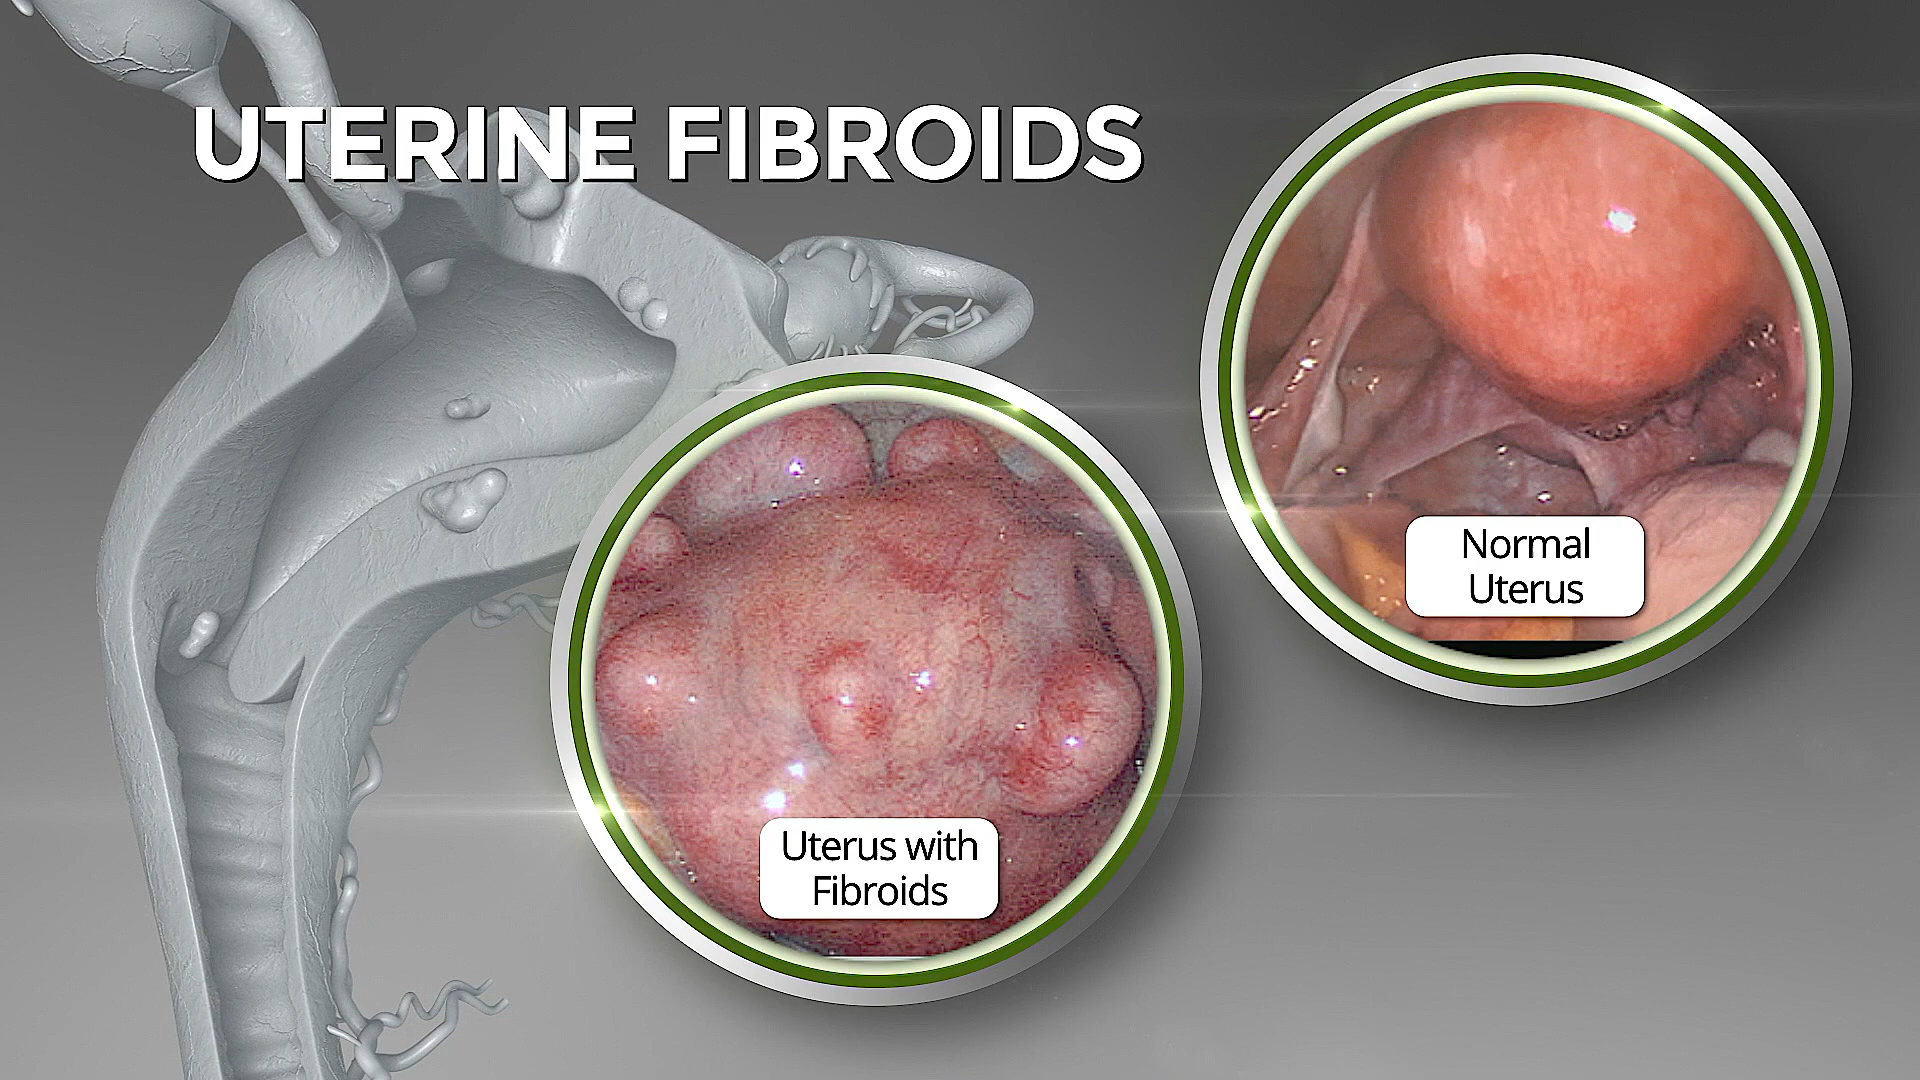 UTERINE FIBROIDS
Normal
Uterus
Uterus with
Fibroids